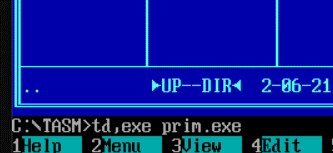 .. ►UP--DIR◄ 2-06-21
C:\TASM>td,exe prim.exe
1Help 2Menu 3View 4Edit